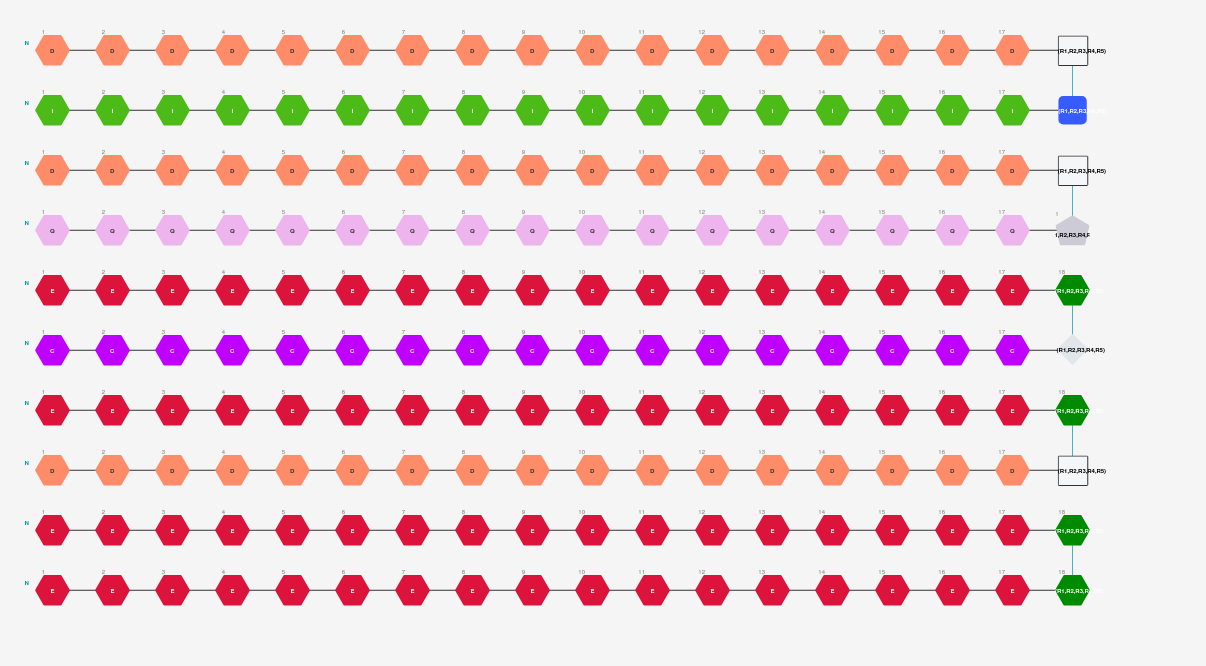 1 2 3 4 5 6 7 8 9 10 11 12 13 14 15 16 17
N D D D D D D D D D D D D D D D D D (R1,R2,R3,R4,R5)
1 2 3 4 5 6 7 8 9 10 11 12 13 14 15 16 17
N I I I I I I I I I I I I I I I I I (R1,R2,R3,
1 2 3 4 5 6 7 8 9 10 11 12 13 14 15 16 17
N D D D D D D D D D D D D D D D D D (R1,R2,R3,R4,R5)
1 2 3 4 5 6 7 8 9 10 11 12 13 14 15 16 17 1
N Q Q Q Q Q Q Q Q Q Q Q Q Q Q Q Q Q 1,R2,R3,R4,F
1 2 3 4 5 6 7 8 9 10 11 12 13 14 15 16 17 18
N E E E E E E E E E E E E E E E E E R1,R2,R3,R
1 2 3 4 5 6 7 8 9 10 11 12 13 14 15 16 17
N C C C C C C C C C C C C C C C C C (R1,R2,R3,R4,R5)
1 2 3 4 5 6 7 8 9 10 11 12 13 14 15 16 17 18
N E E E E E E E E E E E E E E E E E R1,R2,R3,R
1 2 3 4 5 6 7 8 9 10 11 12 13 14 15 16 17
N D D D D D D D D D D D D D D D D D (R1,R2,R3,R4,R5)
1 2 3 4 5 6 7 8 9 10 11 12 13 14 15 16 17 18
N E E E E E E E E E E E E E E E E E R1,R2,R3,R
1 2 3 4 5 6 7 8 9 10 11 12 13 14 15 16 17 18
N E E E E E E E E E E E E E E E E E R1,R2,R3,R